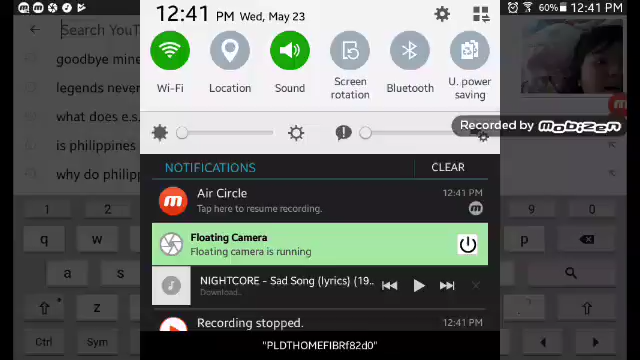 12:41 PM Wed, May 23
60% 12:41 PM
Search YouT
goodbye mine
legends never
what does e.s.
is philippines
why do philipp
Wi-Fi
Location
Sound
Screen rotation
Bluetooth
U. power saving
Recorded by mobizen
NOTIFICATIONS
CLEAR
Air Circle
12:41 PM
Tap here to resume recording.
Floating Camera
Floating camera is running
NIGHTCORE - Sad Song (lyrics) (19..
Download..
Recording stopped.
12:41 PM
"PLDTHOMEFIBRf82d0"
1 2 9 0
q w p
a s
z
Ctrl Sym